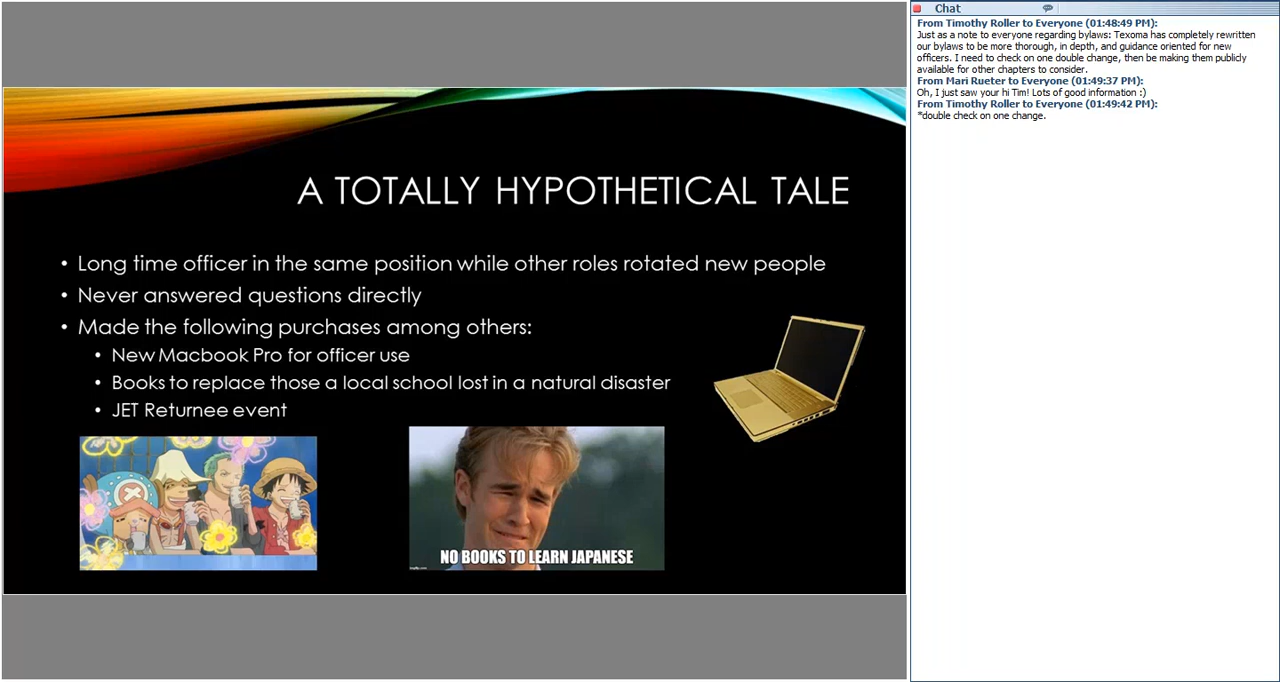 A TOTALLY HYPOTHETICAL TALE
• Long time officer in the same position while other roles rotated new people
• Never answered questions directly
• Made the following purchases among others:
• New Macbook Pro for officer use
• Books to replace those a local school lost in a natural disaster
• JET Returnee event
NO BOOKS TO LEARN JAPANESE
imgflip.com
Chat
From Timothy Roller to Everyone (01:48:49 PM):
Just as a note to everyone regarding bylaws: Texoma has completely rewritten
our bylaws to be more thorough, in depth, and guidance oriented for new
officers. I need to check on one double change, then be making them publicly
available for other chapters to consider.
From Mari Rueter to Everyone (01:49:37 PM):
Oh, I just saw your hi Tim! Lots of good information :)
From Timothy Roller to Everyone (01:49:42 PM):
*double check on one change.